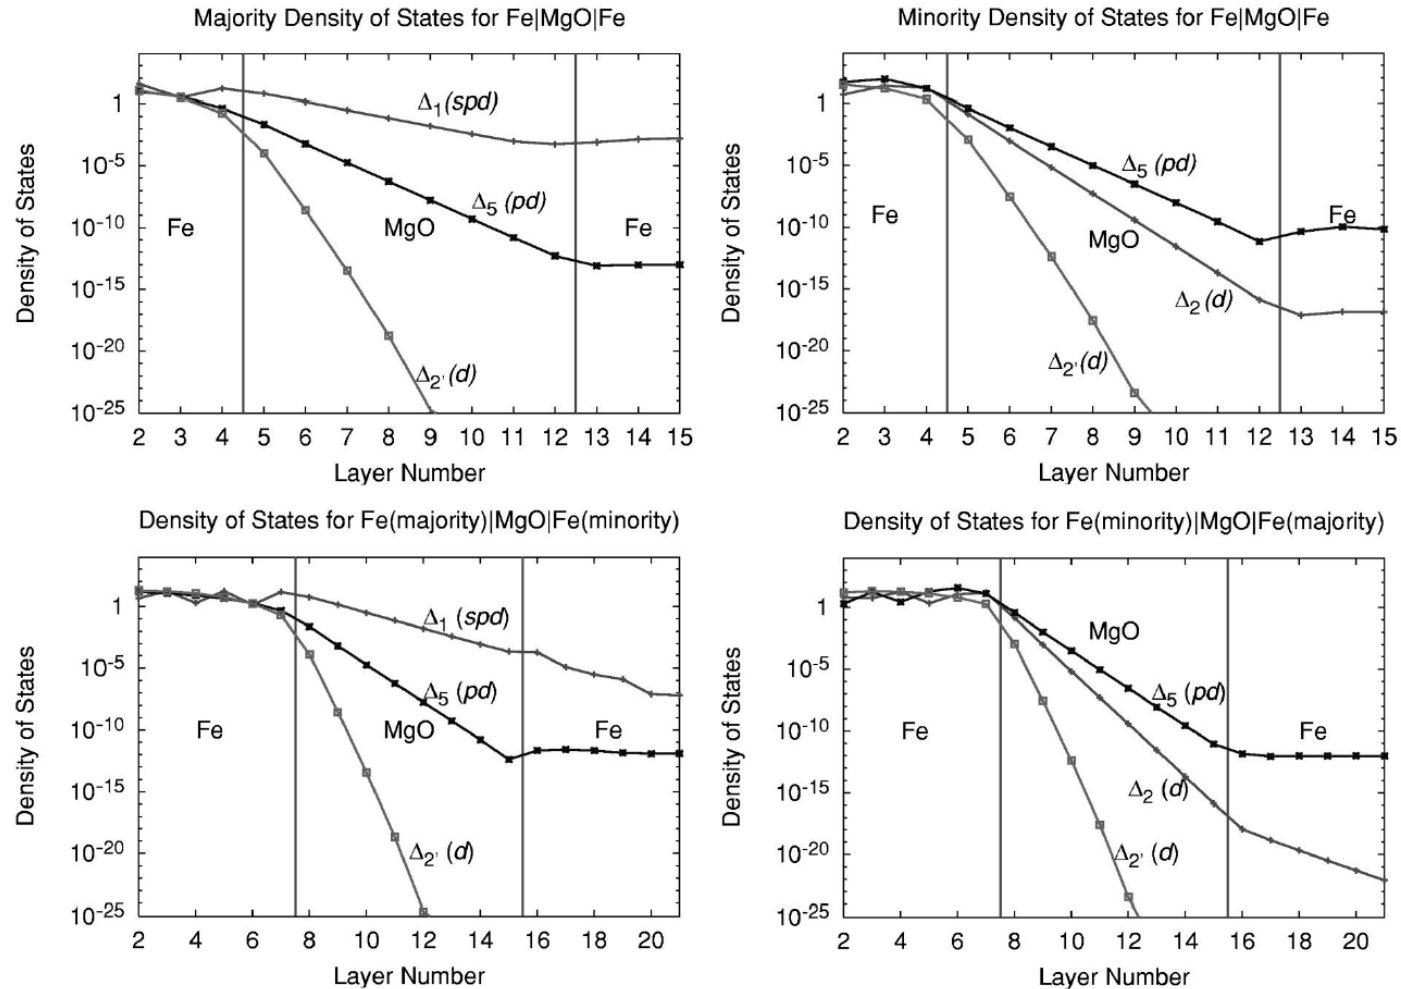 Majority Density of States for Fe|MgO|Fe
Density of States
1
10-5
10-10
10-15
10-20
10-25
Δ1(spd)
Δ5 (pd)
Fe
MgO
Fe
Δ2'(d)
2 3 4 5 6 7 8 9 10 11 12 13 14 15
Layer Number
Minority Density of States for Fe|MgO|Fe
Density of States
1
10-5
10-10
10-15
10-20
10-25
Δ5 (pd)
Fe
MgO
Fe
Δ2 (d)
Δ2'(d)
2 3 4 5 6 7 8 9 10 11 12 13 14 15
Layer Number
Density of States for Fe(majority)|MgO|Fe(minority)
Density of States
1
10-5
10-10
10-15
10-20
10-25
Δ1 (spd)
Δ5 (pd)
Fe
MgO
Fe
Δ2' (d)
2 4 6 8 10 12 14 16 18 20
Layer Number
Density of States for Fe(minority)|MgO|Fe(majority)
Density of States
1
10-5
10-10
10-15
10-20
10-25
MgO
Δ5 (pd)
Fe
Fe
Δ2 (d)
Δ2' (d)
2 4 6 8 10 12 14 16 18 20
Layer Number